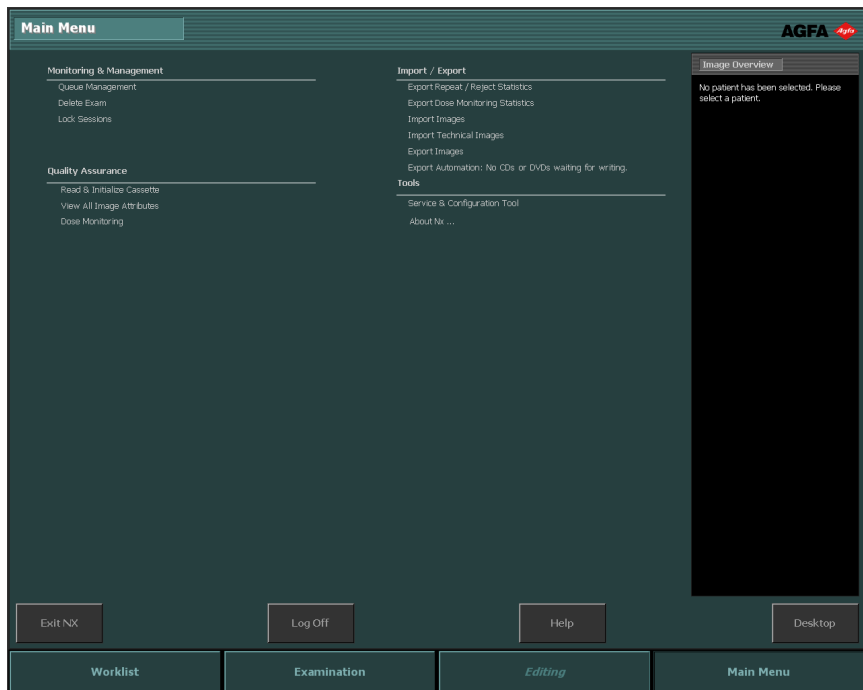 Main Menu
AGFA Agfa
Monitoring & Management
Queue Management
Delete Exam
Lock Sessions
Quality Assurance
Read & Initialize Cassette
View All Image Attributes
Dose Monitoring
Import / Export
Export Repeat / Reject Statistics
Export Dose Monitoring Statistics
Import Images
Import Technical Images
Export Images
Export Automation: No CDs or DVDs waiting for writing.
Tools
Service & Configuration Tool
About Nx ...
Image Overview
No patient has been selected. Please
select a patient.
Exit NX
Log Off
Help
Desktop
Worklist
Examination
Editing
Main Menu